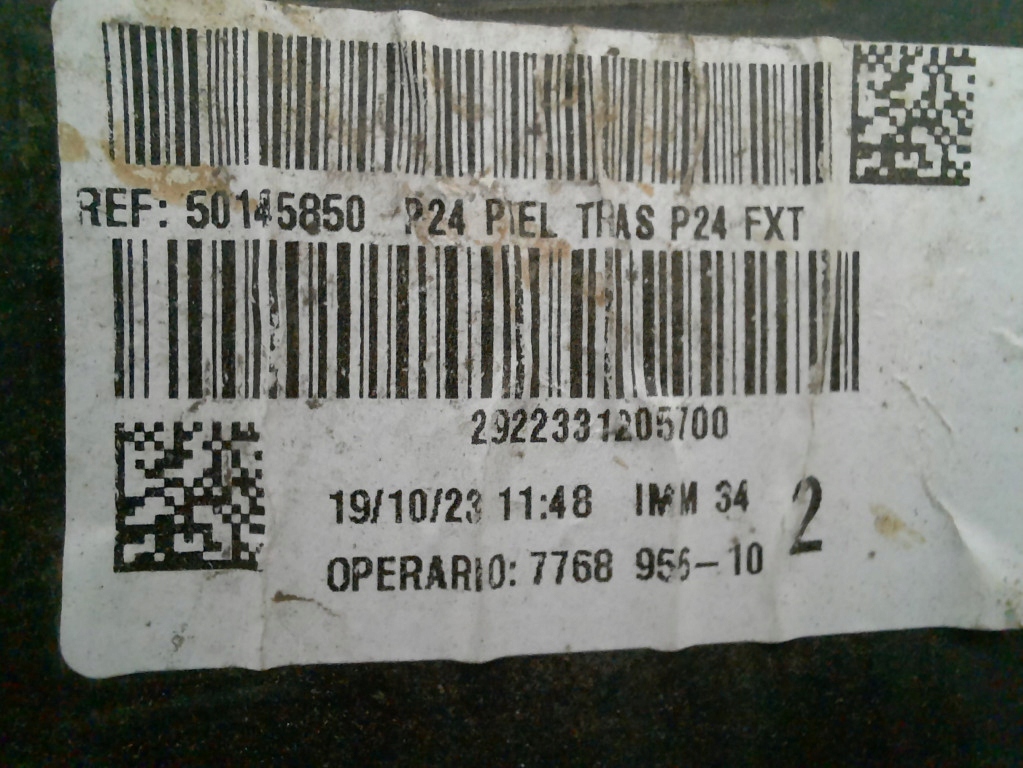 REF: 50145850 P24 PIEL TRAS P24 FXT
2922331205700
19/10/23 11:48 IMM 34 2
OPERARIO: 7768 956-10